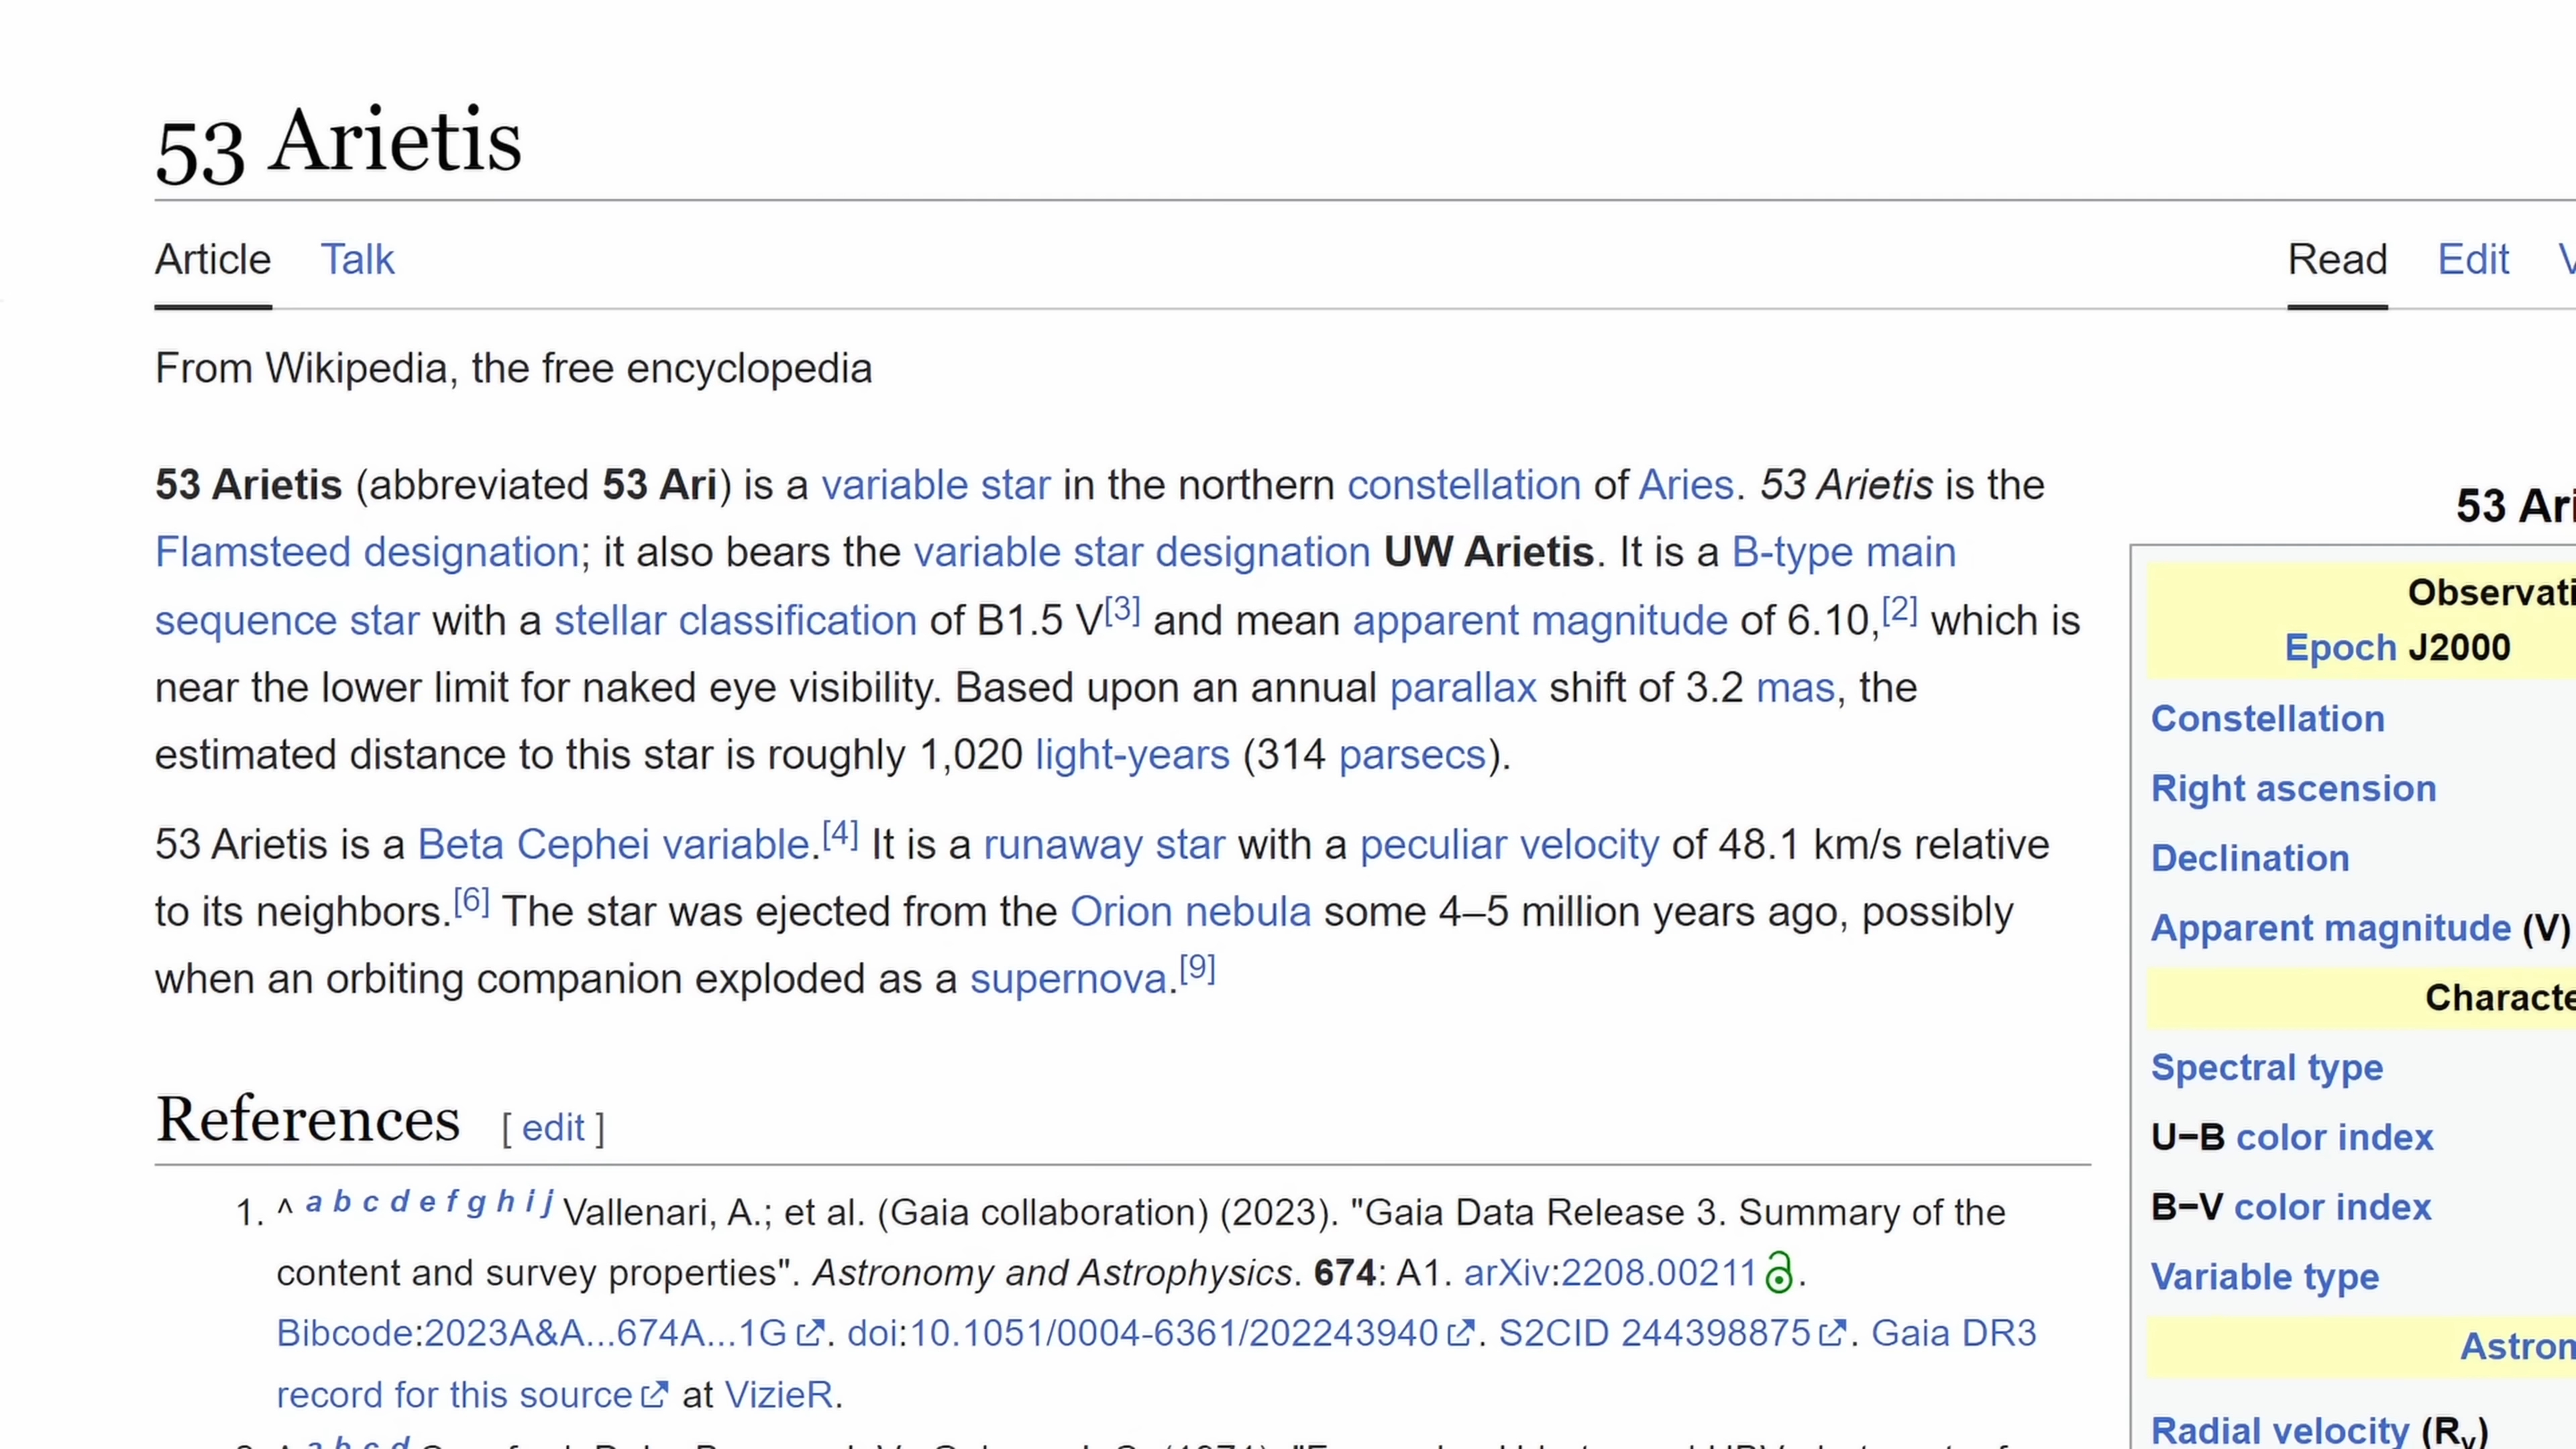 53 Arietis
Article Talk Read Edit
From Wikipedia, the free encyclopedia
53 Arietis (abbreviated 53 Ari) is a variable star in the northern constellation of Aries. 53 Arietis is the
Flamsteed designation; it also bears the variable star designation UW Arietis. It is a B-type main
sequence star with a stellar classification of B1.5 V[3] and mean apparent magnitude of 6.10,[2] which is
near the lower limit for naked eye visibility. Based upon an annual parallax shift of 3.2 mas, the
estimated distance to this star is roughly 1,020 light-years (314 parsecs).
53 Arietis is a Beta Cephei variable.[4] It is a runaway star with a peculiar velocity of 48.1 km/s relative
to its neighbors.[6] The star was ejected from the Orion nebula some 4–5 million years ago, possibly
when an orbiting companion exploded as a supernova.[9]
References [ edit ]
1. ^ a b c d e f g h i j Vallenari, A.; et al. (Gaia collaboration) (2023). "Gaia Data Release 3. Summary of the
content and survey properties". Astronomy and Astrophysics. 674: A1. arXiv:2208.00211.
Bibcode:2023A&A...674A...1G. doi:10.1051/0004-6361/202243940. S2CID 244398875. Gaia DR3
record for this source at VizieR.
53 Ari
Observati
Epoch J2000
Constellation
Right ascension
Declination
Apparent magnitude (V)
Characte
Spectral type
U−B color index
B−V color index
Variable type
Astron
Radial velocity (Rv)